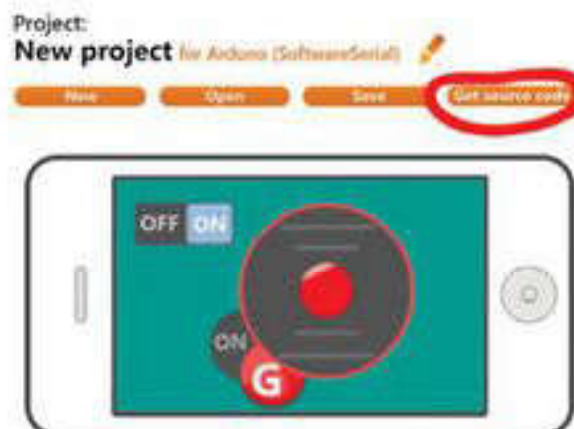 Project:
New project for Arduino (SoftwareSerial)
New Open Save Get source code
OFF ON
ON
G